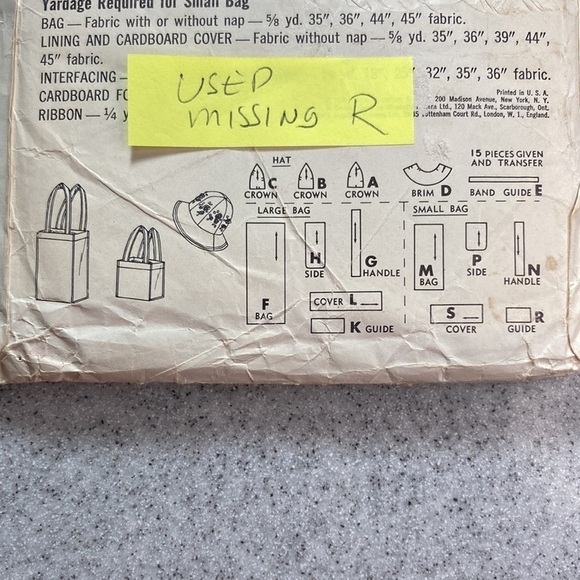 Yardage Required for Small Bag
BAG — Fabric with or without nap — ⅝ yd. 35", 36", 44", 45" fabric.
LINING AND CARDBOARD COVER — Fabric without nap — ⅝ yd. 35", 36", 39", 44",
45" fabric.
INTERFACING — 32", 35", 36" fabric.
CARDBOARD
RIBBON — ¼
Printed in U. S. A.
200 Madison Avenue, New York, N. Y.
Ltd., 120 Mack Ave., Scarborough, Ont.
Court Rd., London, W. 1., England.
USED
MISSING R
HAT
C CROWN
B CROWN
A CROWN
BRIM D
15 PIECES GIVEN
AND TRANSFER
BAND GUIDE E
LARGE BAG
F BAG
H SIDE
G HANDLE
COVER L
K GUIDE
SMALL BAG
M BAG
P SIDE
N HANDLE
S COVER
R GUIDE